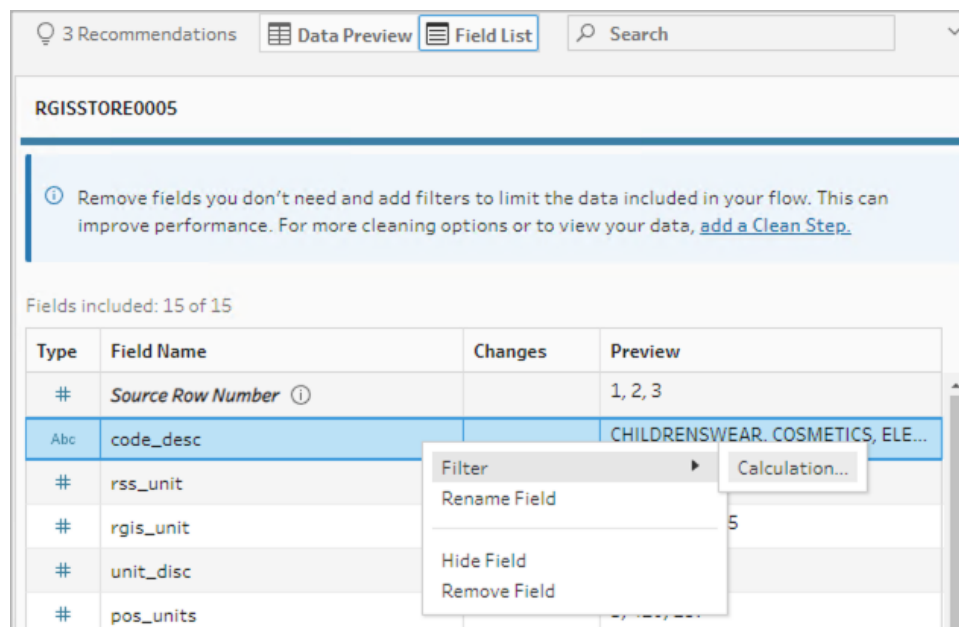 3 Recommendations Data Preview Field List Search
RGISSTORE0005
Remove fields you don't need and add filters to limit the data included in your flow. This can
improve performance. For more cleaning options or to view your data, add a Clean Step.
Fields included: 15 of 15
Type Field Name Changes Preview
# Source Row Number 1, 2, 3
Abc code_desc CHILDRENSWEAR, COSMETICS, ELE...
Filter Calculation...
# rss_unit
Rename Field
# rgis_unit 5
Hide Field
# unit_disc
Remove Field
# pos_units